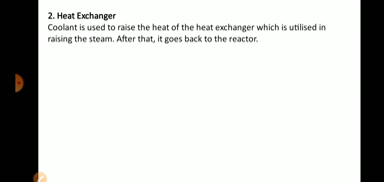 2. Heat Exchanger
Coolant is used to raise the heat of the heat exchanger which is utilised in
raising the steam. After that, it goes back to the reactor.